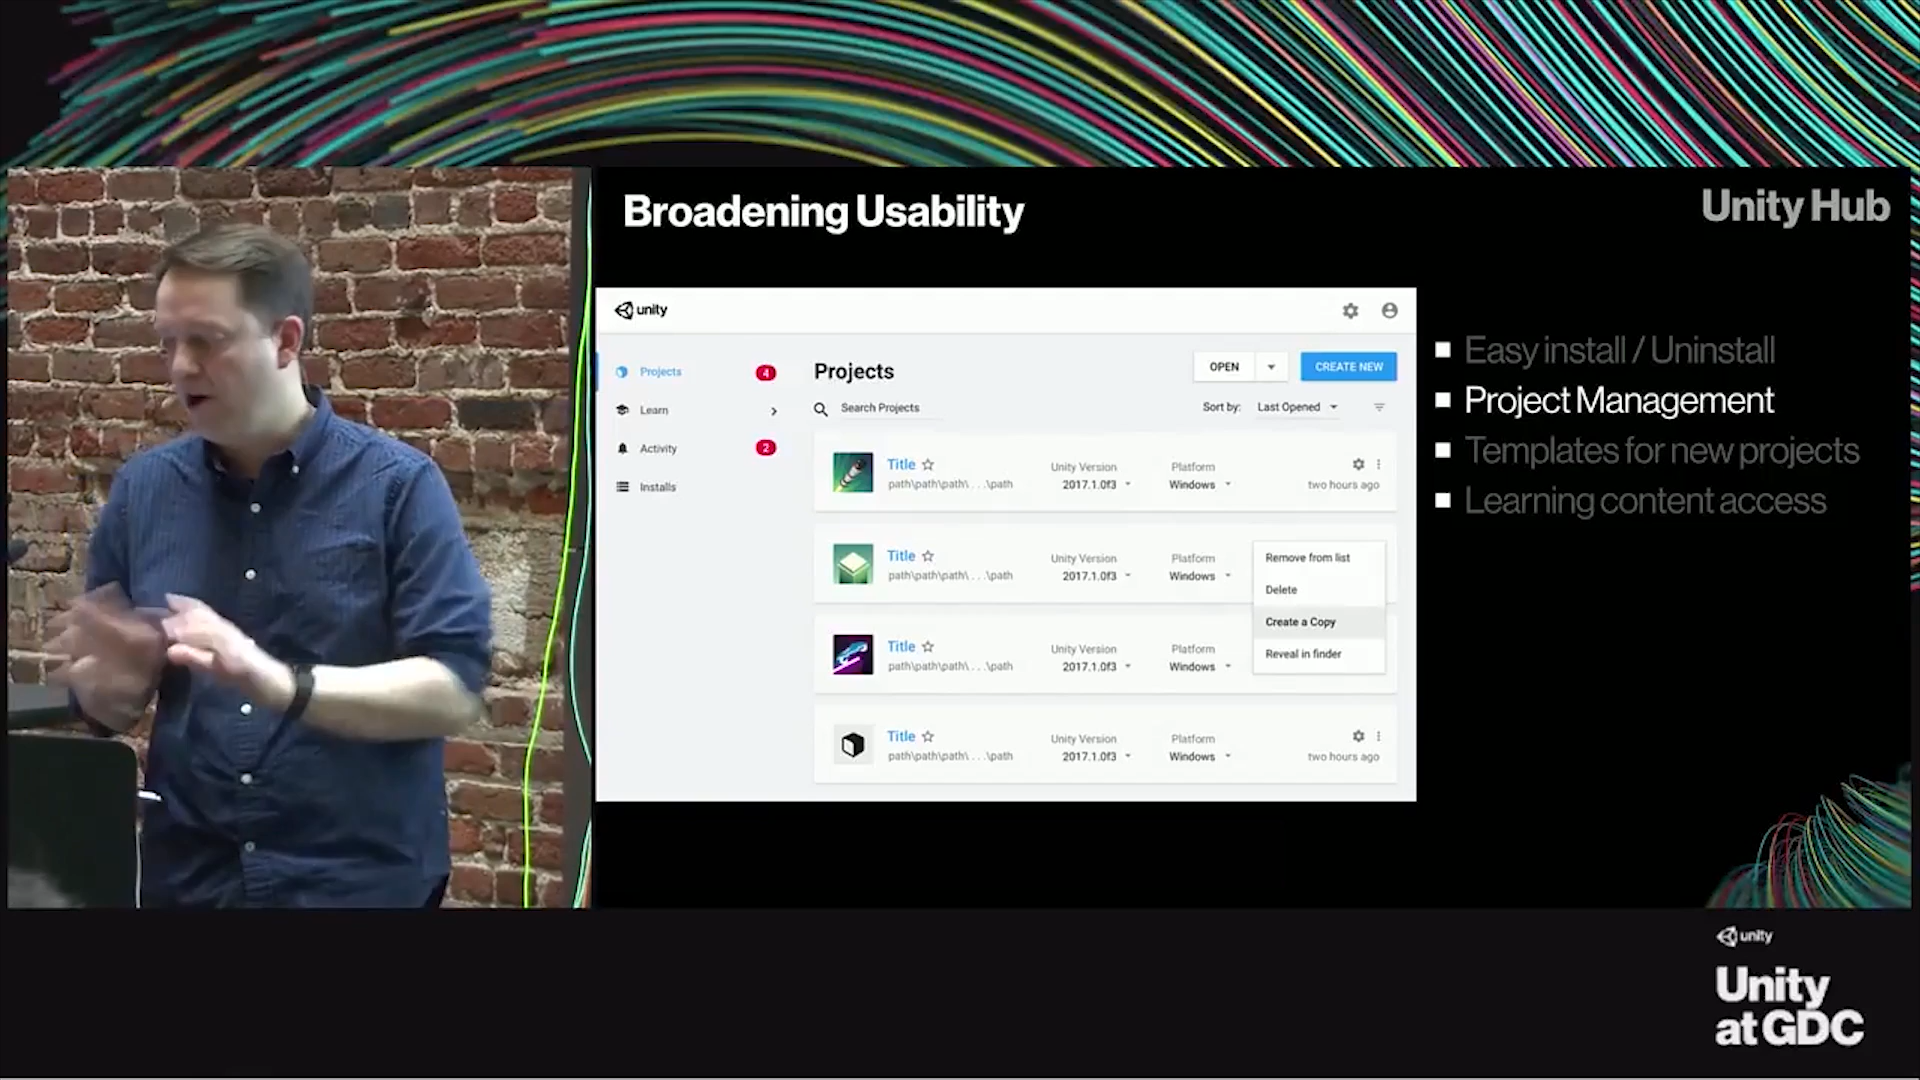 Broadening Usability
Unity Hub
unity
Projects 4
Learn
Activity 2
Installs
Projects
OPEN
CREATE NEW
Search Projects
Sort by: Last Opened
Title
path\path\path\. . .\path
Unity Version
2017.1.0f3
Platform
Windows
two hours ago
Title
path\path\path\. . .\path
Unity Version
2017.1.0f3
Platform
Windows
Remove from list
Delete
Create a Copy
Reveal in finder
Title
path\path\path\. . .\path
Unity Version
2017.1.0f3
Platform
Windows
Title
path\path\path\. . .\path
Unity Version
2017.1.0f3
Platform
Windows
two hours ago
Easy install / Uninstall
Project Management
Templates for new projects
Learning content access
unity
Unity
at GDC